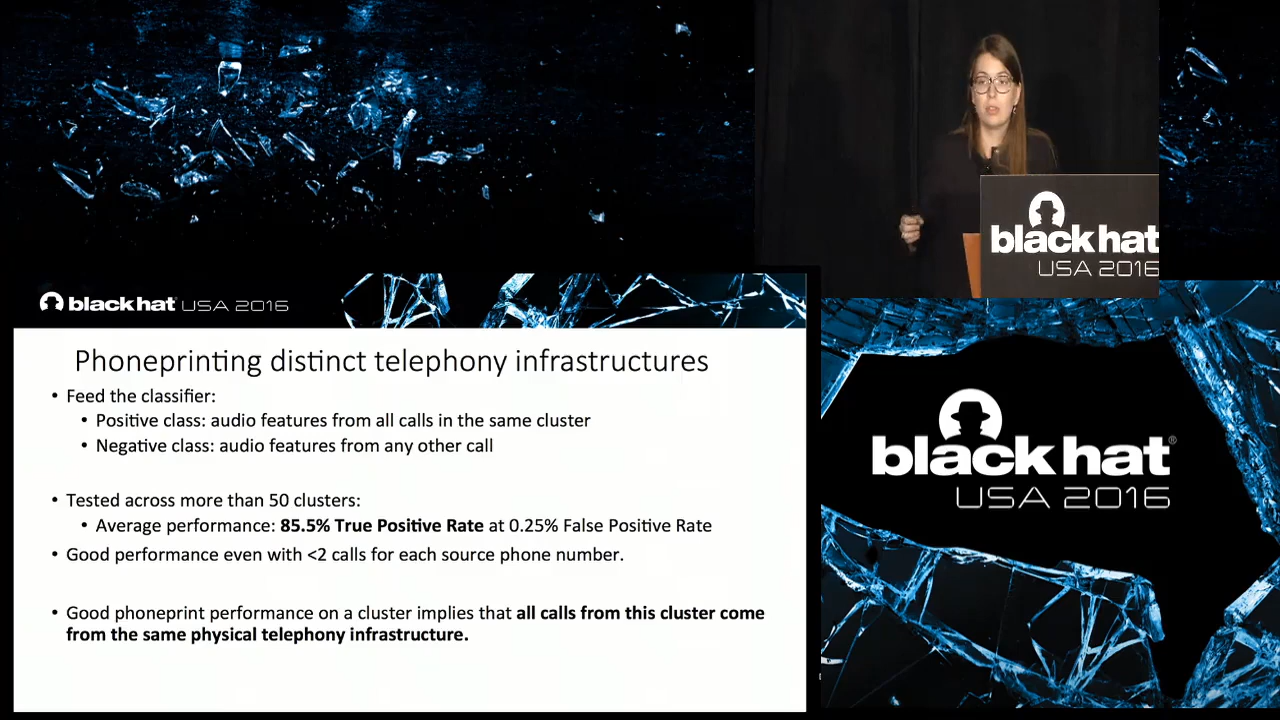 black hat
USA 2016
black hat USA 2016
Phoneprinting distinct telephony infrastructures
• Feed the classifier:
• Positive class: audio features from all calls in the same cluster
• Negative class: audio features from any other call
• Tested across more than 50 clusters:
• Average performance: 85.5% True Positive Rate at 0.25% False Positive Rate
• Good performance even with <2 calls for each source phone number.
• Good phoneprint performance on a cluster implies that all calls from this cluster come
from the same physical telephony infrastructure.
black hat®
USA 2016